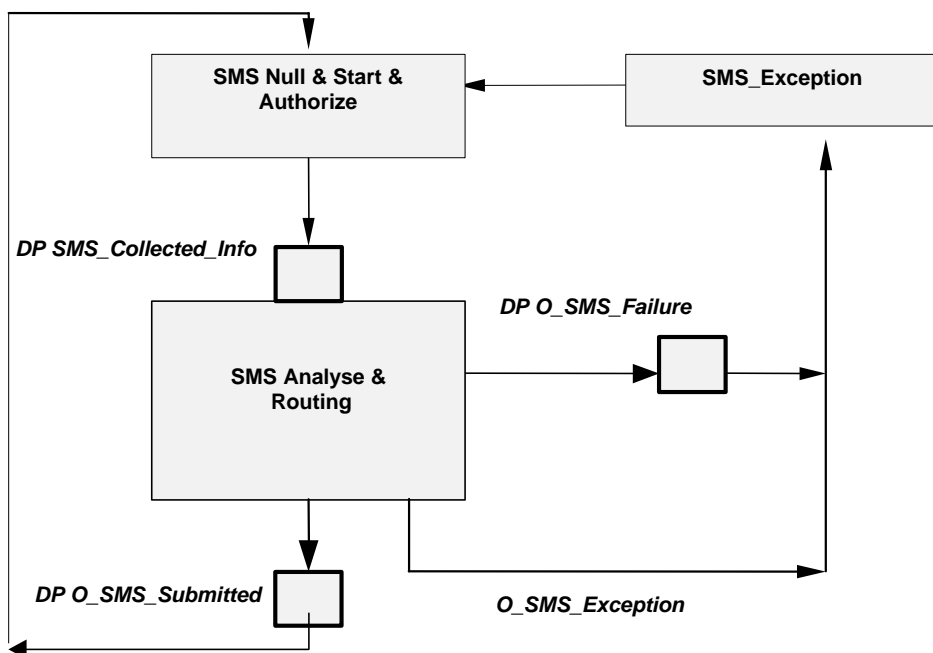 SMS Null & Start &
Authorize
SMS_Exception
DP SMS_Collected_Info
DP O_SMS_Failure
SMS Analyse &
Routing
DP O_SMS_Submitted
O_SMS_Exception